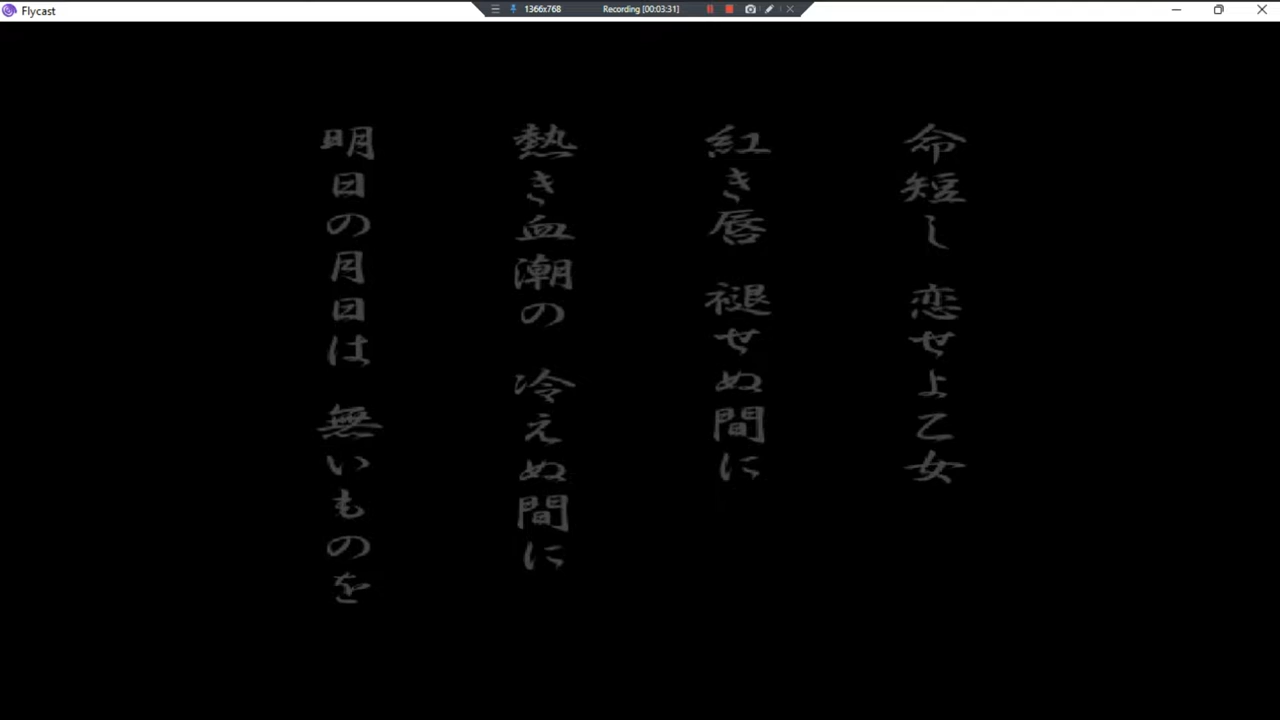 Flycast
1366x768
Recording [00:03:31]
命短し 恋せよ乙女
紅き唇 褪せぬ間に
熱き血潮の 冷えぬ間に
明日の月日は 無いものを